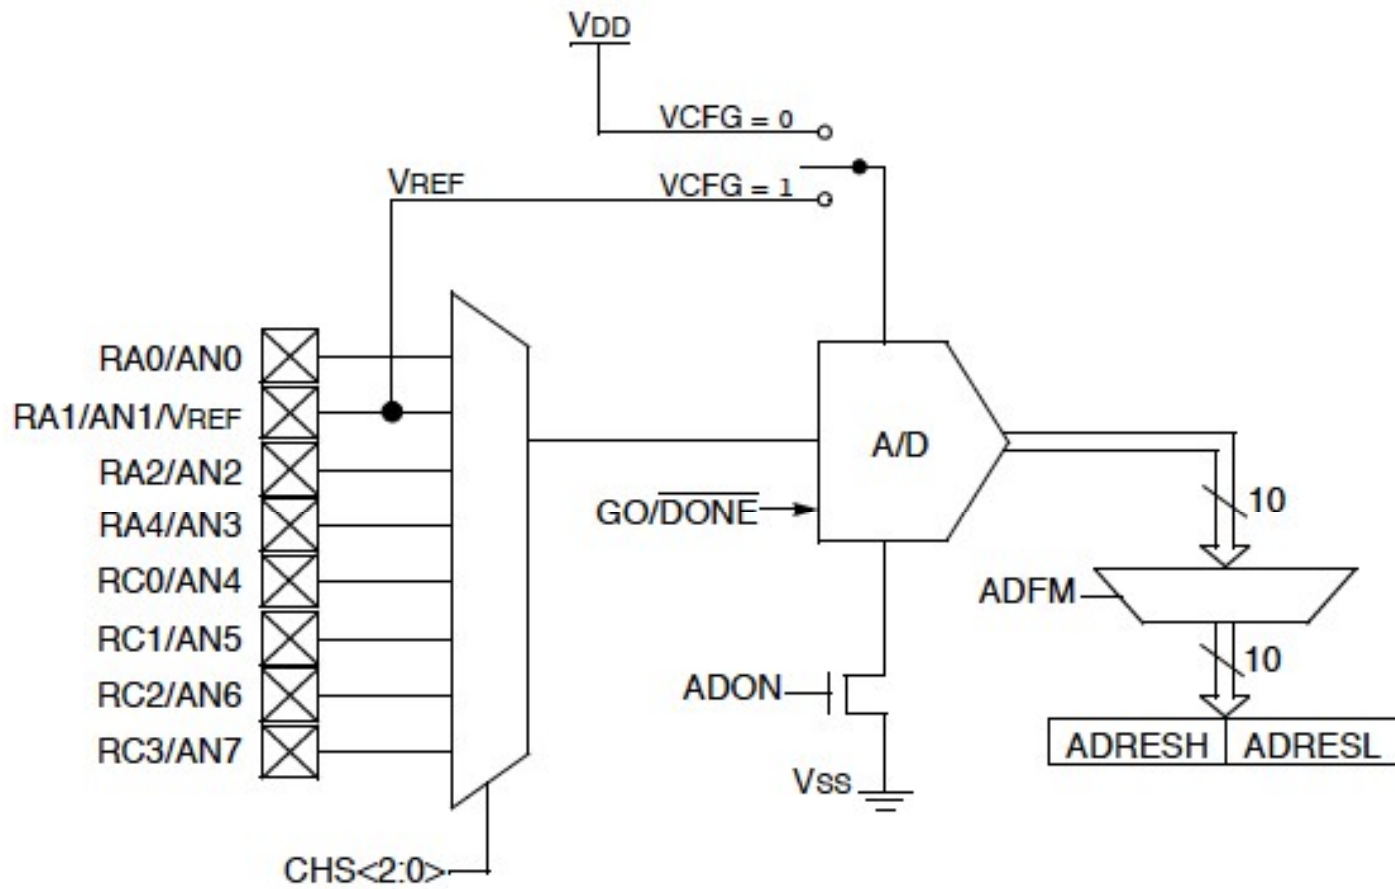 VDD
VCFG = 0
VREF
VCFG = 1
RA0/AN0
RA1/AN1/VREF
RA2/AN2
RA4/AN3
RC0/AN4
RC1/AN5
RC2/AN6
RC3/AN7
CHS<2:0>
A/D
GO/D̅O̅N̅E̅
ADON
VSS
10
ADFM
10
ADRESH ADRESL